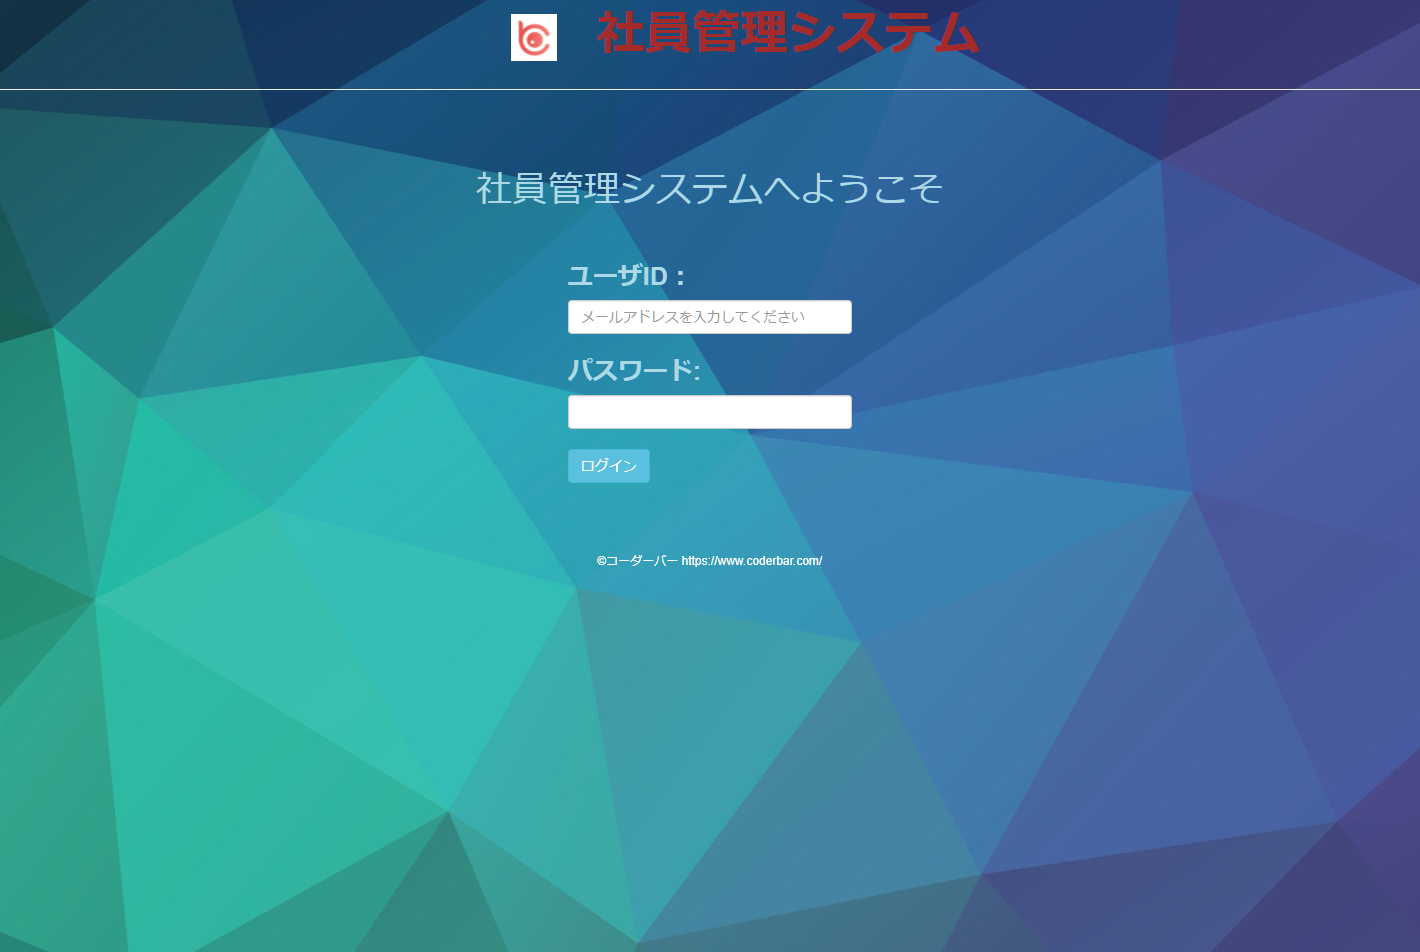 社員管理システム
社員管理システムへようこそ
ユーザID：
メールアドレスを入力してください
パスワード:
ログイン
©コーダーバー https://www.coderbar.com/